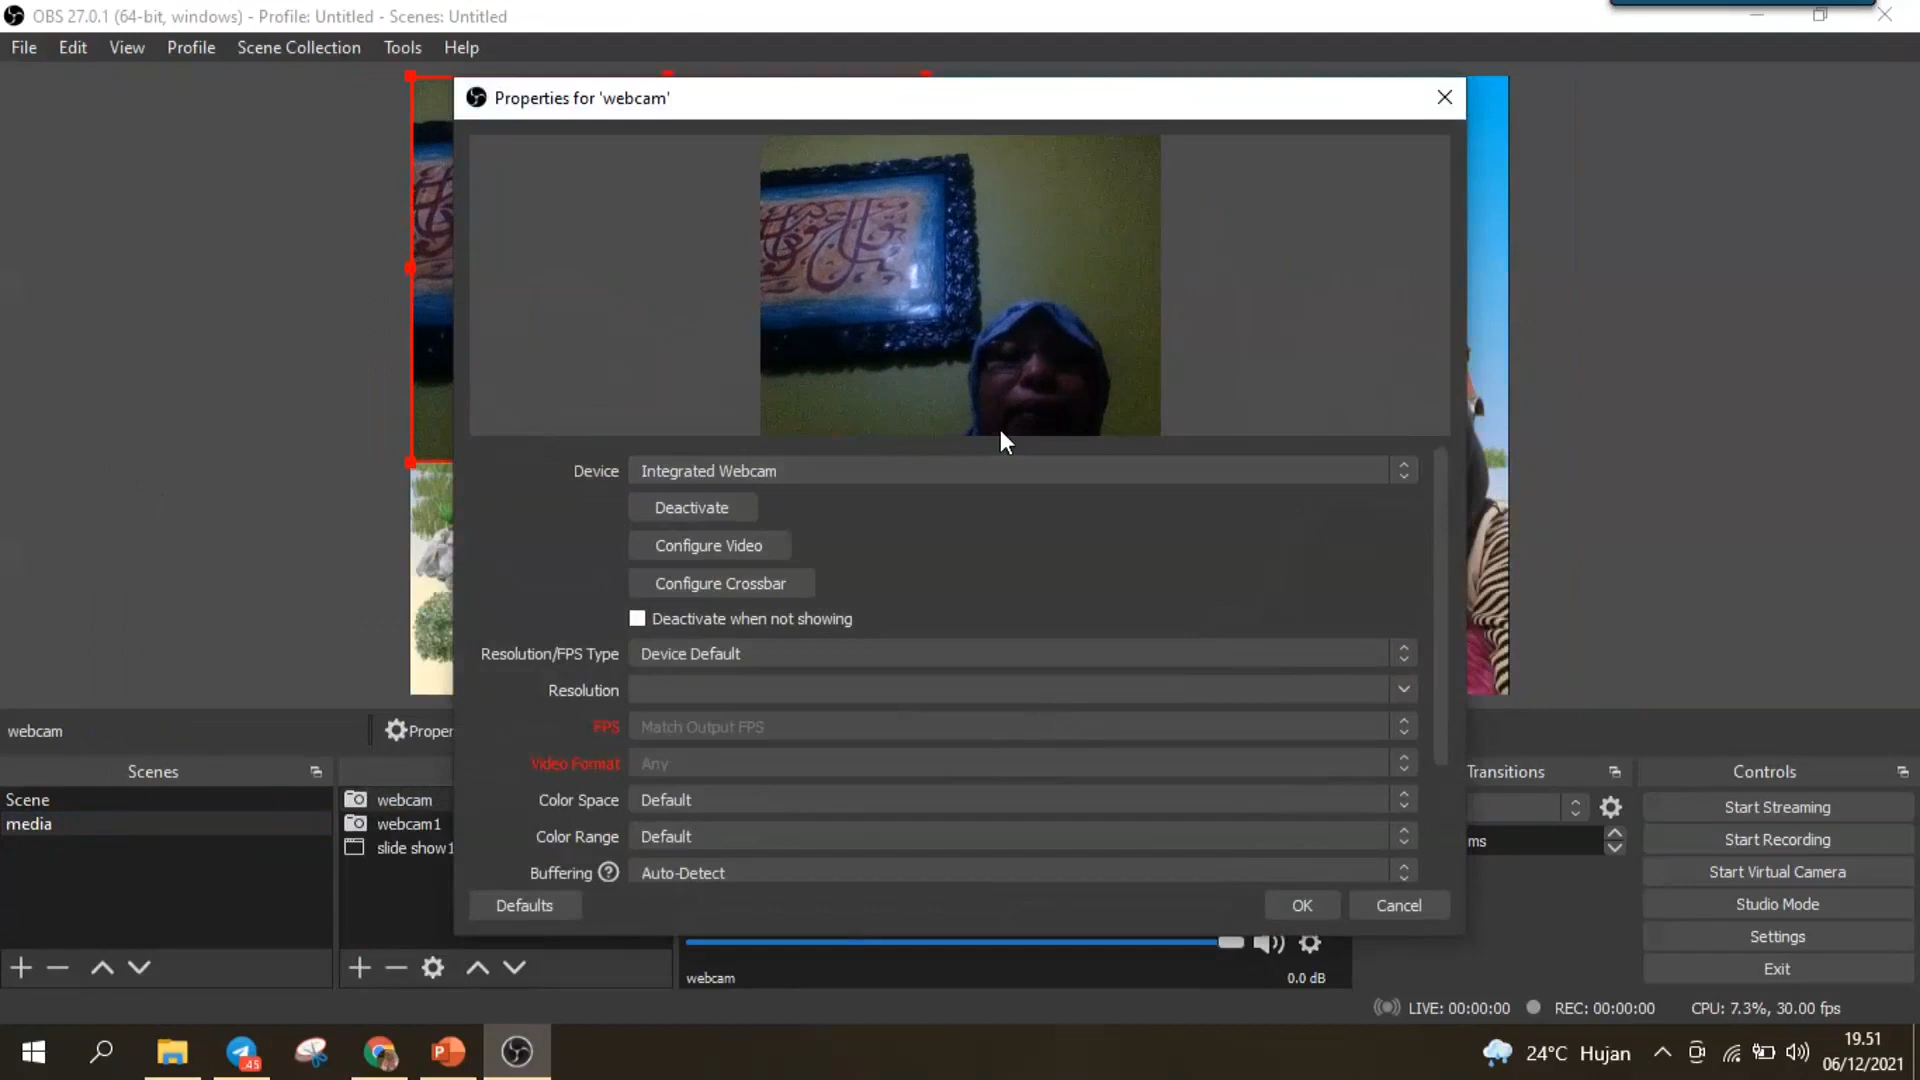 OBS 27.0.1 (64-bit, windows) - Profile: Untitled - Scenes: Untitled
File Edit View Profile Scene Collection Tools Help
Properties for 'webcam'
Device Integrated Webcam
Deactivate
Configure Video
Configure Crossbar
Deactivate when not showing
Resolution/FPS Type Device Default
Resolution
FPS Match Output FPS
Video Format Any
Color Space Default
Color Range Default
Buffering ? Auto-Detect
Defaults OK Cancel
webcam Proper
Scenes
Scene
media
webcam
webcam1
slide show1
webcam 0.0 dB
Transitions
ms
Controls
Start Streaming
Start Recording
Start Virtual Camera
Studio Mode
Settings
Exit
LIVE: 00:00:00 REC: 00:00:00 CPU: 7.3%, 30.00 fps
45
P
24°C Hujan
19.51
06/12/2021